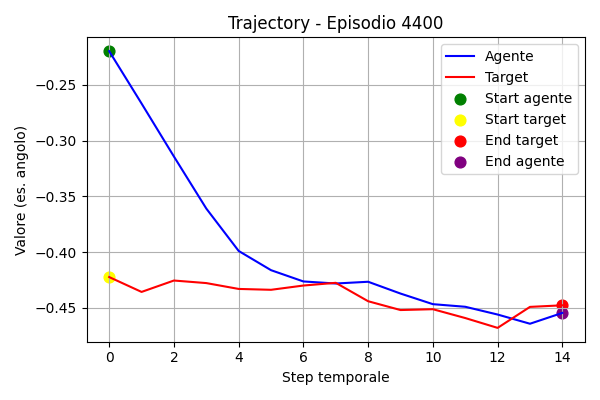 Trajectory - Episodio 4400
Agente
Target
Start agente
Start target
End target
End agente
Valore (es. angolo)
−0.25
−0.30
−0.35
−0.40
−0.45
0
2
4
6
8
10
12
14
Step temporale